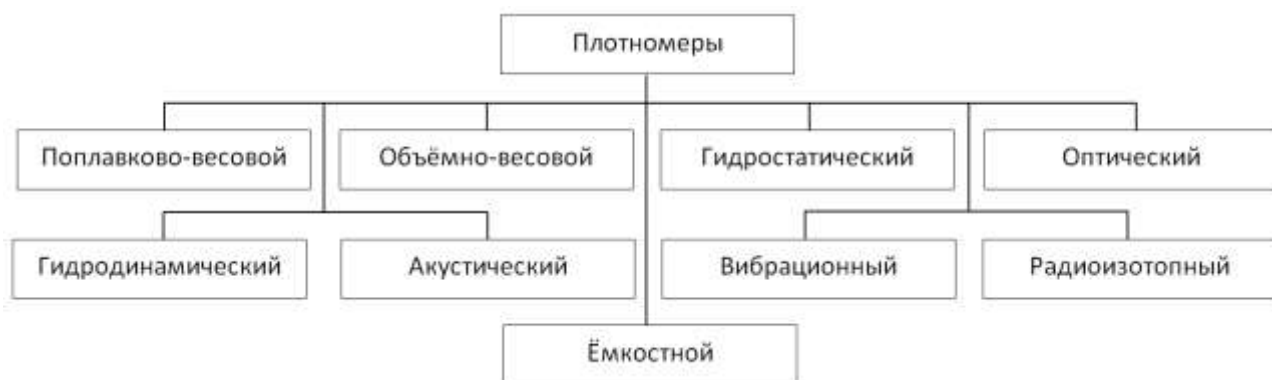 Плотномеры
Поплавково-весовой
Объёмно-весовой
Гидростатический
Оптический
Гидродинамический
Акустический
Вибрационный
Радиоизотопный
Ёмкостной